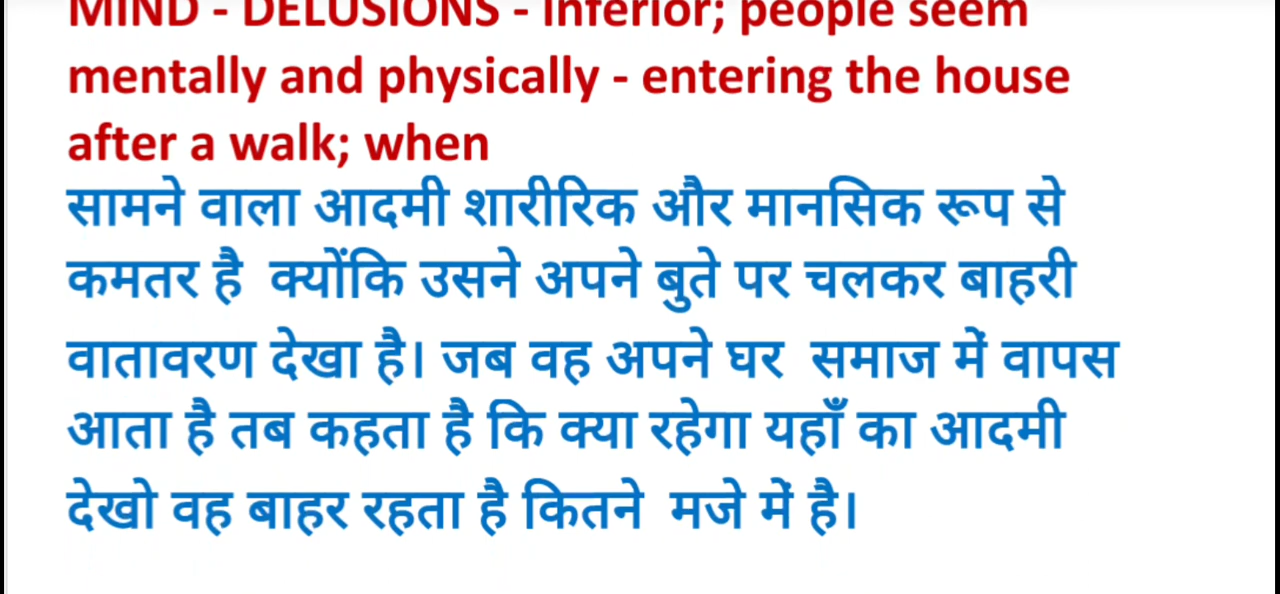 MIND - DELUSIONS - inferior; people seem
mentally and physically - entering the house
after a walk; when
सामने वाला आदमी शारीरिक और मानसिक रूप से
कमतर है क्योंकि उसने अपने बुते पर चलकर बाहरी
वातावरण देखा है। जब वह अपने घर समाज में वापस
आता है तब कहता है कि क्या रहेगा यहाँ का आदमी
देखो वह बाहर रहता है कितने मजे में है।